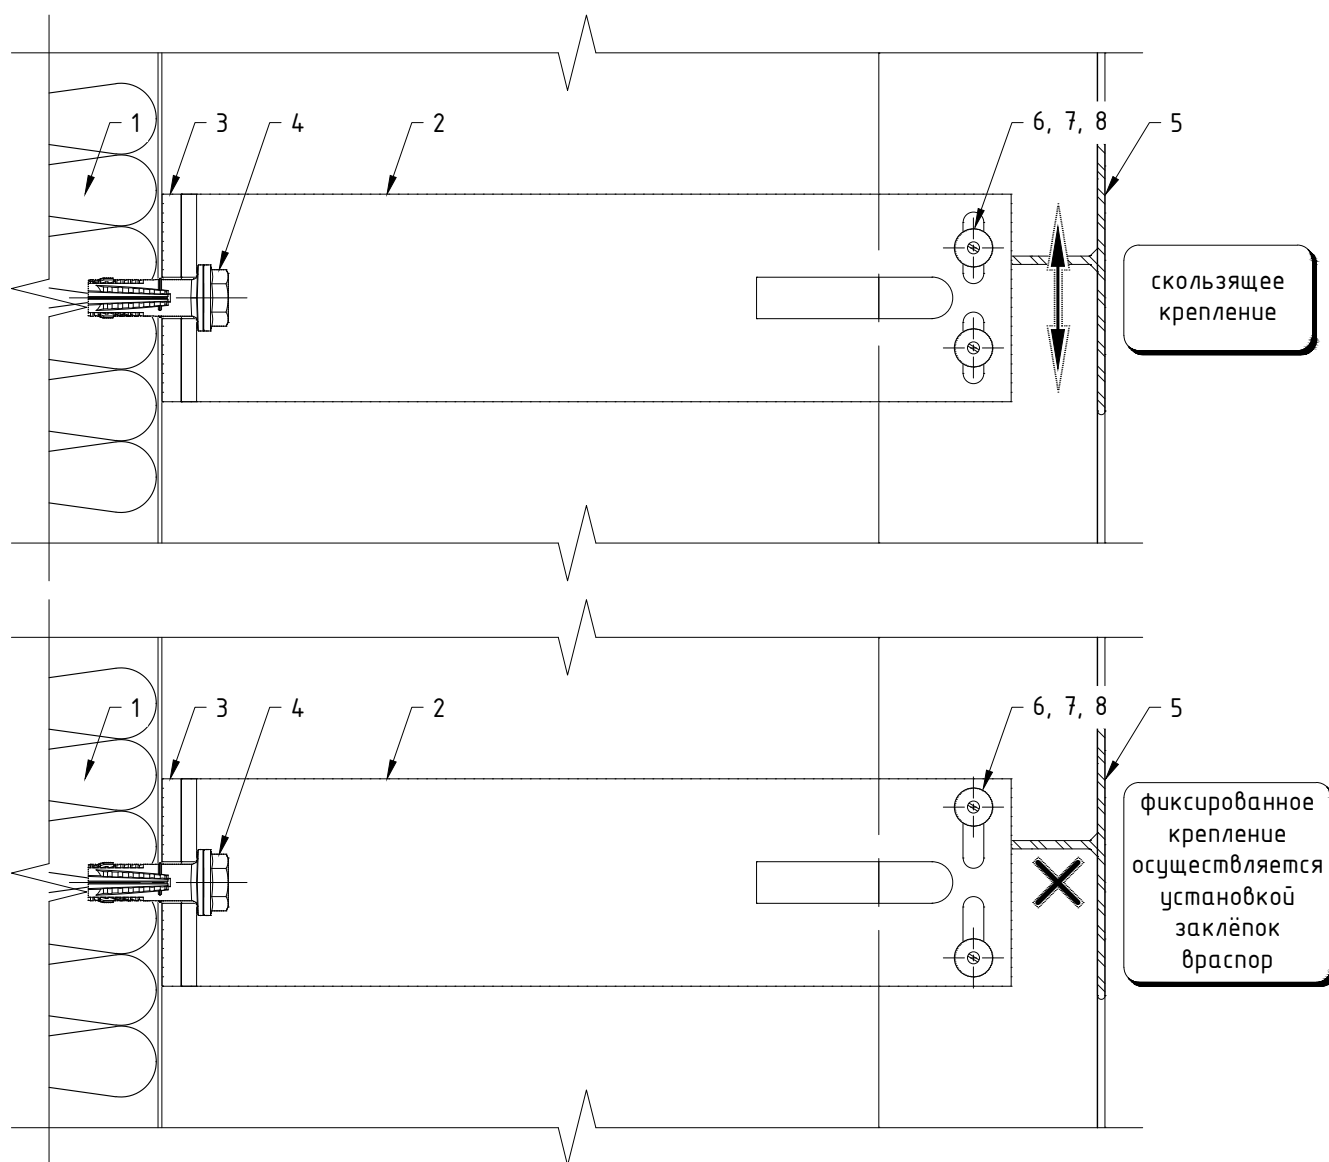 1
3
4
2
6, 7, 8
5
скользящее
крепление
1
3
4
2
6, 7, 8
5
фиксированное
крепление
осуществляется
установкой
заклёпок
враспор